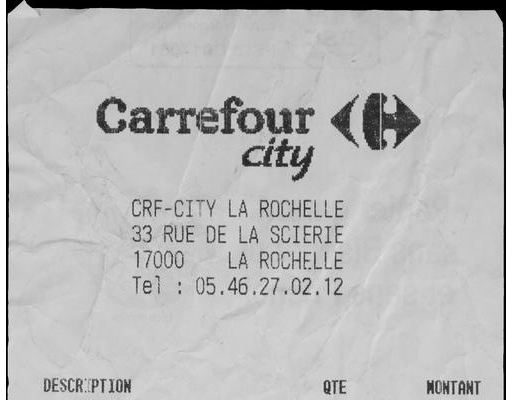 Carrefour
city
CRF-CITY LA ROCHELLE
33 RUE DE LA SCIERIE
17000 LA ROCHELLE
Tel : 05.46.27.02.12
DESCRIPTION QTE MONTANT